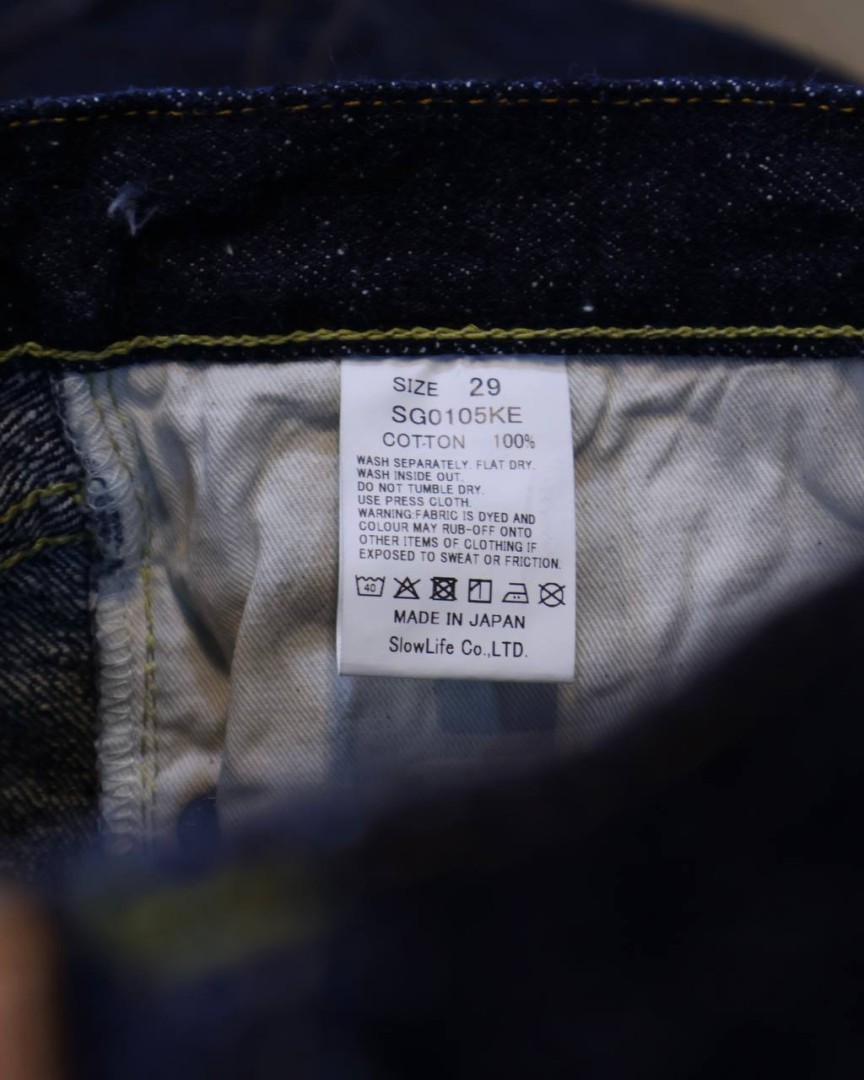 SIZE 29
SG0105KE
COTTON 100%
WASH SEPARATELY. FLAT DRY.
WASH INSIDE OUT.
DO NOT TUMBLE DRY.
USE PRESS CLOTH.
WARNING:FABRIC IS DYED AND
COLOUR MAY RUB-OFF ONTO
OTHER ITEMS OF CLOTHING IF
EXPOSED TO SWEAT OR FRICTION.
40
MADE IN JAPAN
SlowLife Co.,LTD.